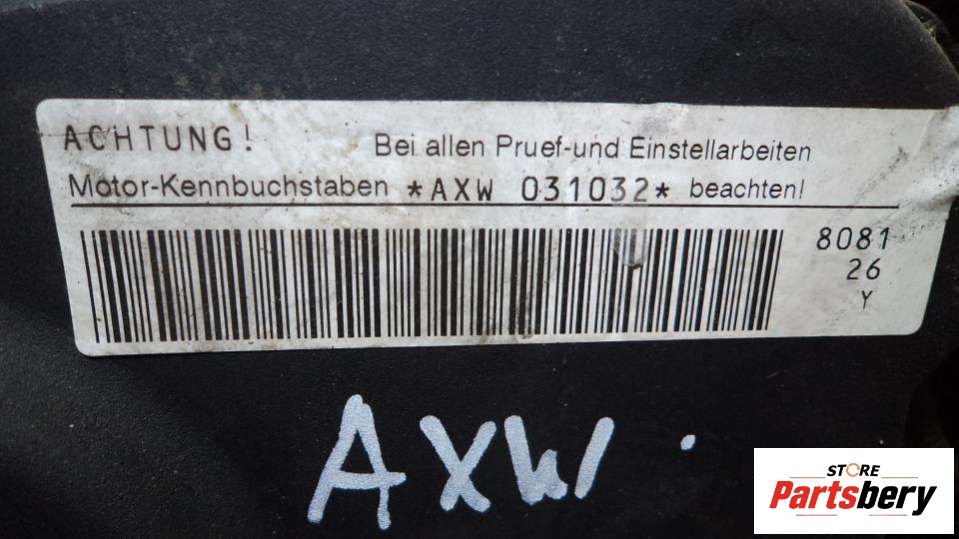 ACHTUNG! Bei allen Pruef-und Einstellarbeiten
Motor-Kennbuchstaben *AXW 031032* beachten!
8081
26
Y
AXW.
STORE
Partsbery